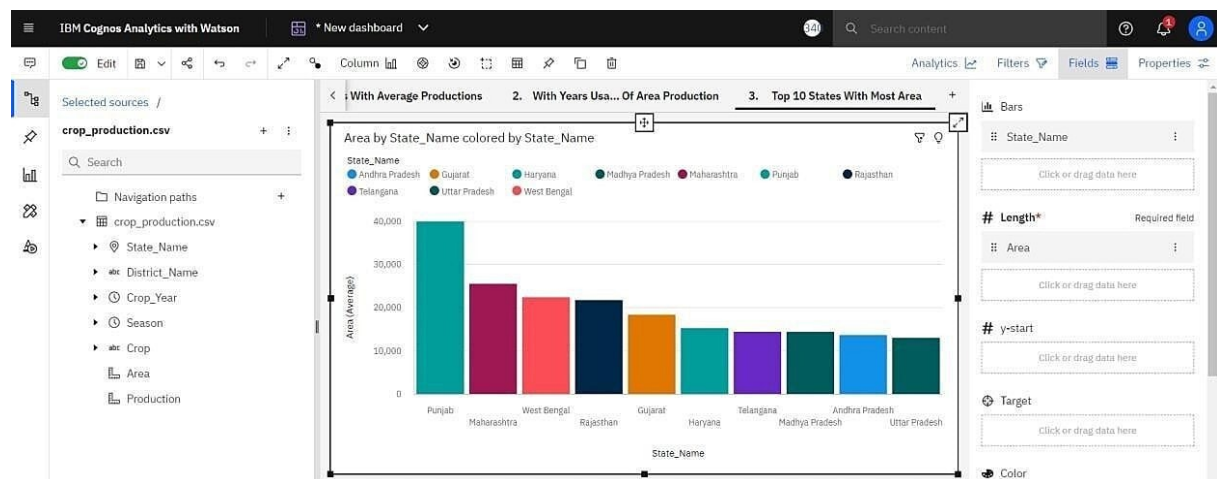 IBM Cognos Analytics with Watson
* New dashboard
Search content
1
Edit
Column
Analytics
Filters
Fields
Properties
Selected sources /
crop_production.csv
Search
Navigation paths
crop_production.csv
State_Name
abc District_Name
Crop_Year
Season
abc Crop
Area
Production
With Average Productions
2. With Years Usa... Of Area Production
3. Top 10 States With Most Area
Area by State_Name colored by State_Name
State_Name
Andhra Pradesh Gujarat Haryana Madhya Pradesh Maharashtra Punjab Rajasthan
Telangana Uttar Pradesh West Bengal
40,000
30,000
20,000
10,000
0
Area (Average)
Punjab West Bengal Gujarat Telangana Andhra Pradesh
Maharashtra Rajasthan Haryana Madhya Pradesh Uttar Pradesh
State_Name
Bars
State_Name
Click or drag data here
# Length* Required field
Area
Click or drag data here
# y-start
Click or drag data here
Target
Click or drag data here
Color